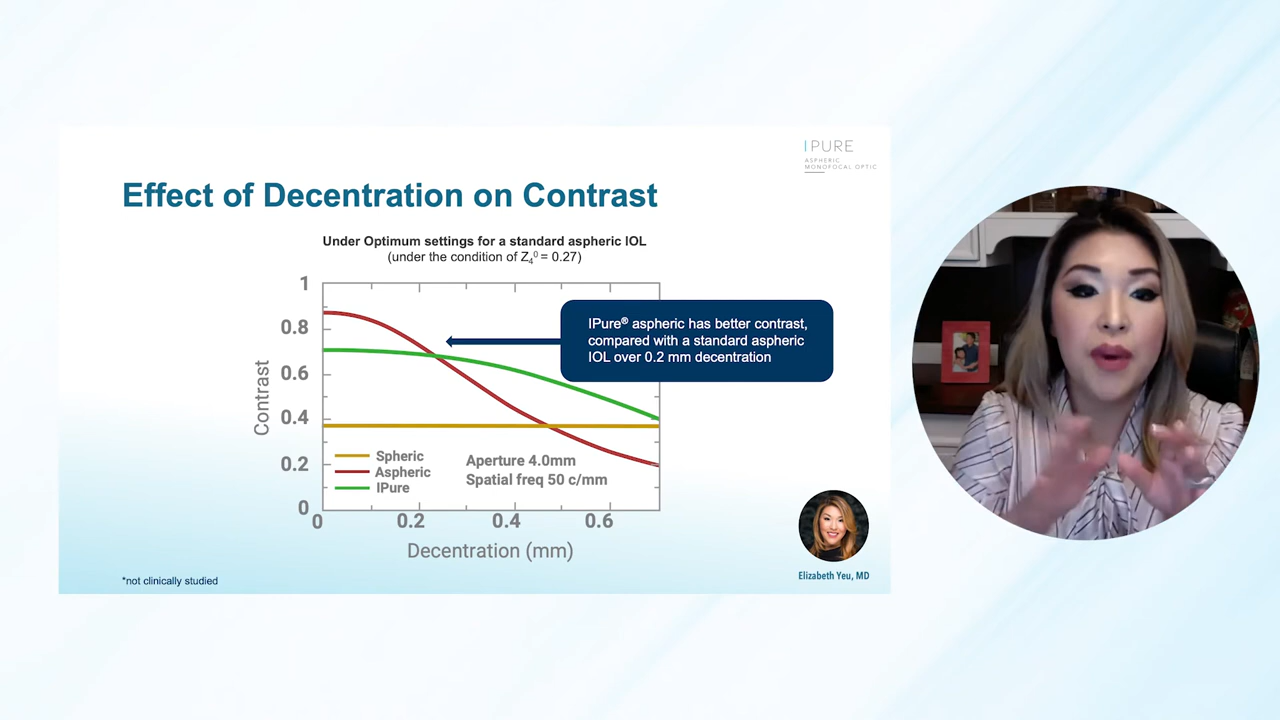 IPURE
ASPHERIC
MONOFOCAL OPTIC
Effect of Decentration on Contrast
Under Optimum settings for a standard aspheric IOL
(under the condition of Z₄⁰ = 0.27)
1
0.8
0.6
0.4
0.2
0
Contrast
IPure® aspheric has better contrast,
compared with a standard aspheric
IOL over 0.2 mm decentration
Spheric
Aspheric
IPure
Aperture 4.0mm
Spatial freq 50 c/mm
0 0.2 0.4 0.6
Decentration (mm)
Elizabeth Yeu, MD
*not clinically studied